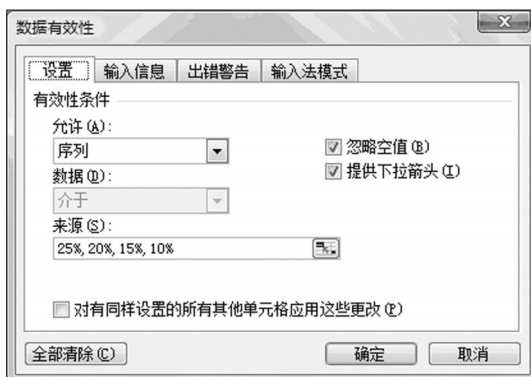 数据有效性
设置 输入信息 出错警告 输入法模式
有效性条件
允许(A):
序列
忽略空值(B)
数据(D):
提供下拉箭头(I)
介于
来源(S):
25%, 20%, 15%, 10%
对有同样设置的所有其他单元格应用这些更改(P)
全部清除(C) 确定 取消